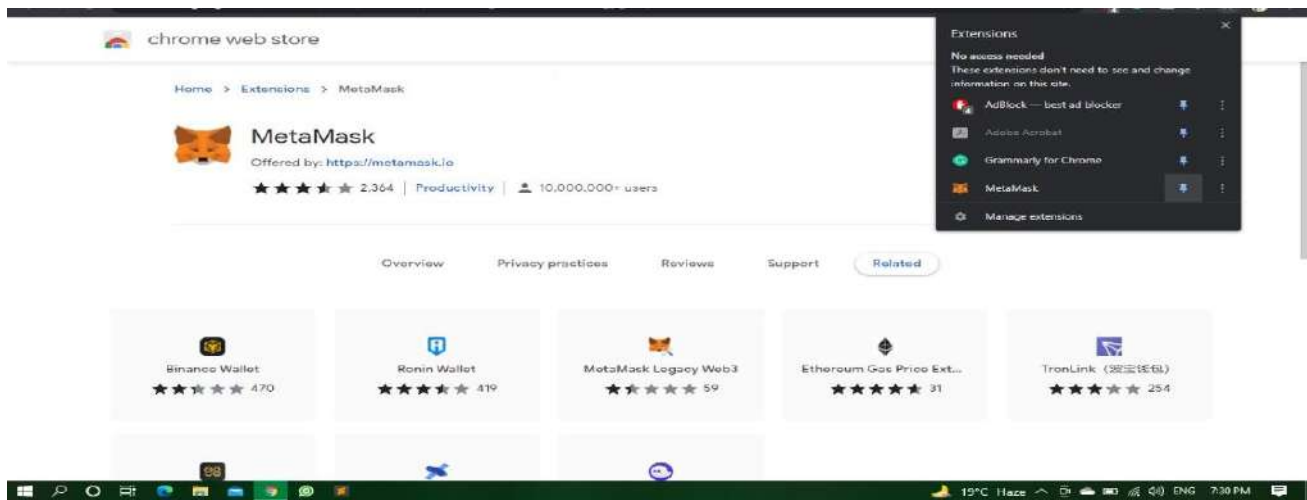 chrome web store
Home > Extensions > MetaMask
MetaMask
Offered by: https://metamask.io
2,364 | Productivity | 10,000,000+ users
Overview Privacy practices Reviews Support Related
Binance Wallet
470
Ronin Wallet
419
MetaMask Legacy Web3
59
Ethereum Gas Price Ext...
31
TronLink（波宝钱包）
254
Extensions
No access needed
These extensions don't need to see and change
information on this site.
AdBlock — best ad blocker
Adobe Acrobat
Grammarly for Chrome
MetaMask
Manage extensions
19°C Haze ENG 7:30 PM